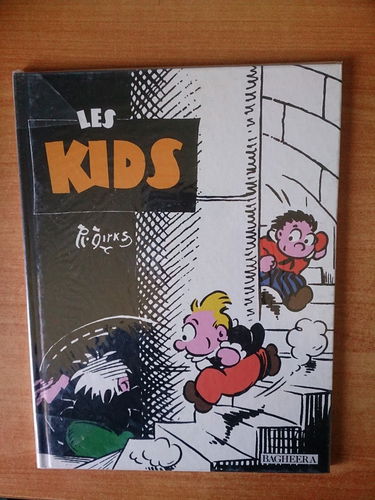 LES
KIDS
R. Dirks
BAGHEERA